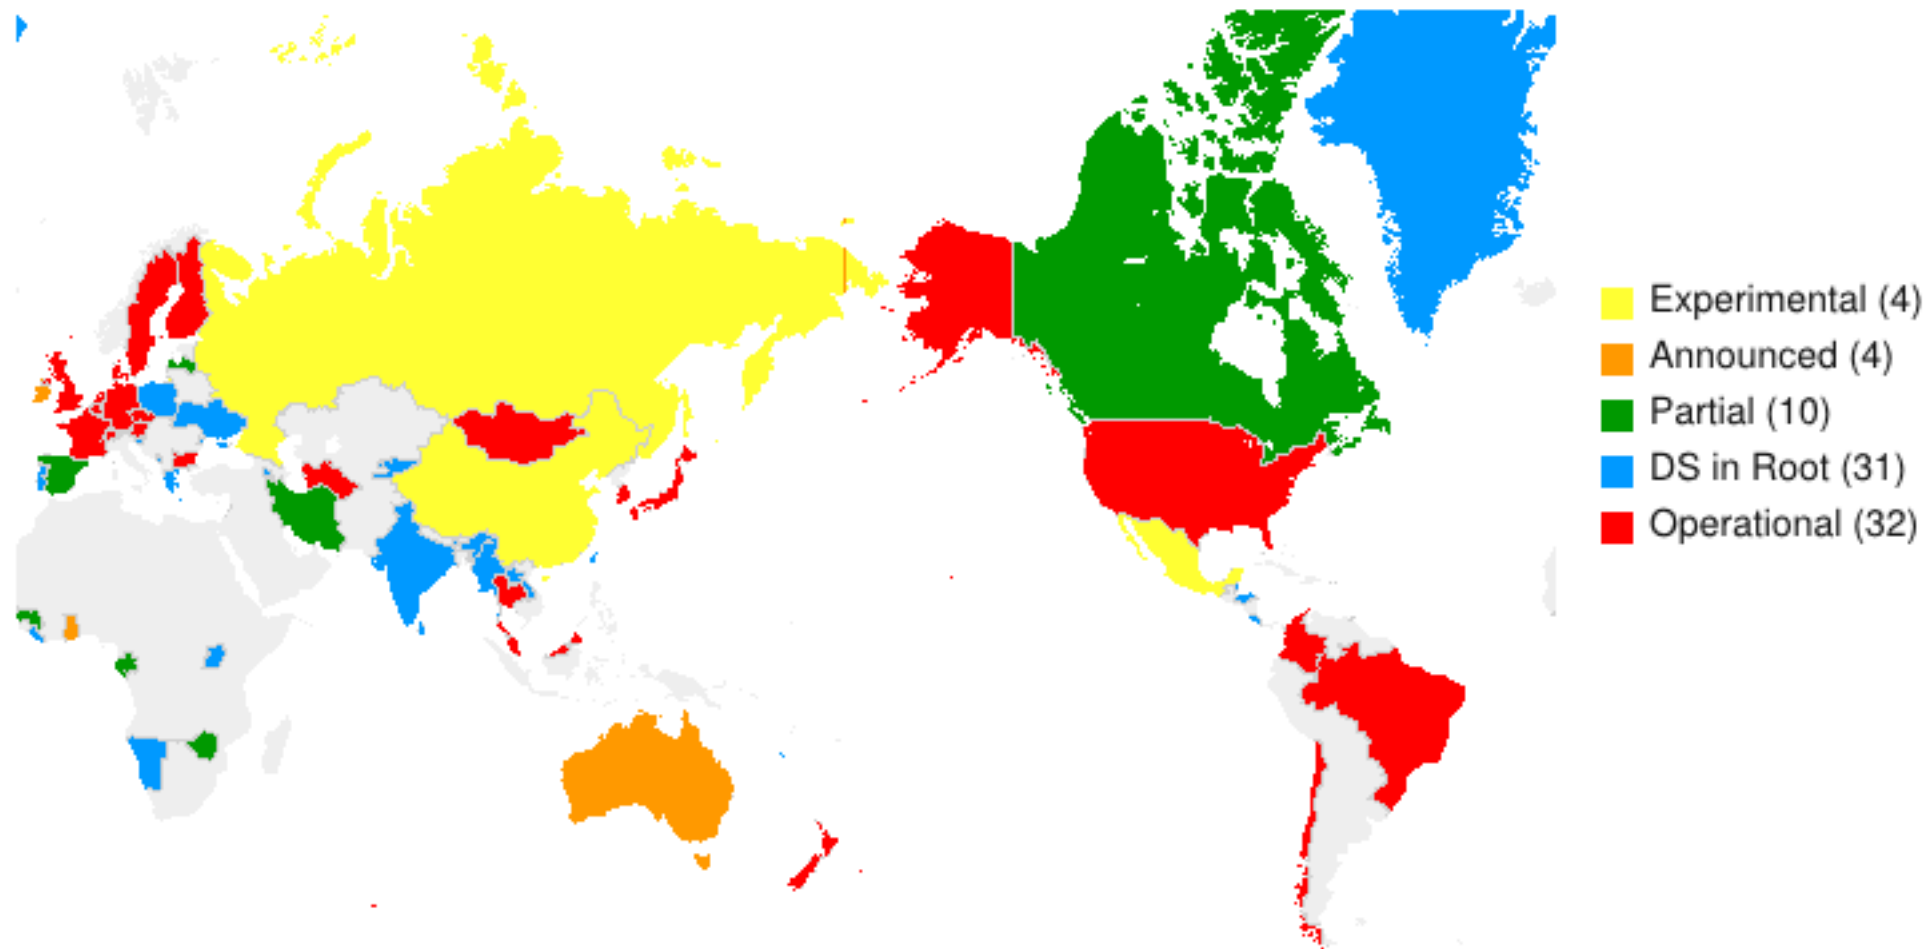 Experimental (4)
Announced (4)
Partial (10)
DS in Root (31)
Operational (32)